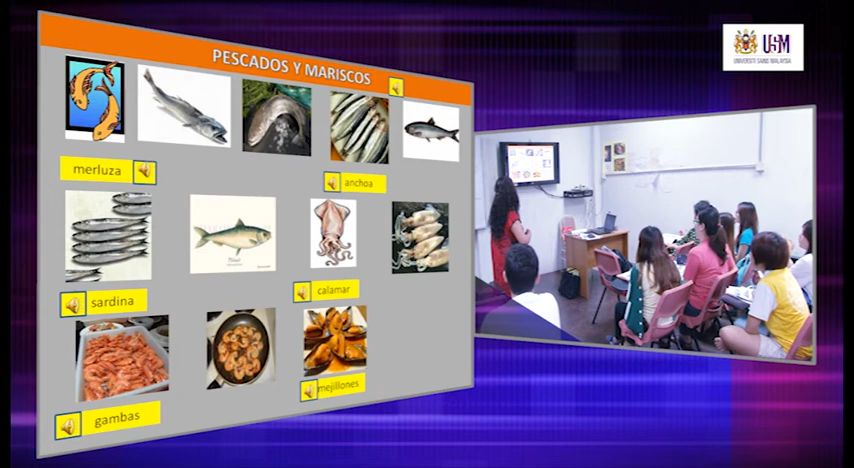 PESCADOS Y MARISCOS
USM
UNIVERSITI SAINS MALAYSIA
merluza
anchoa
sardina
calamar
gambas
mejillones